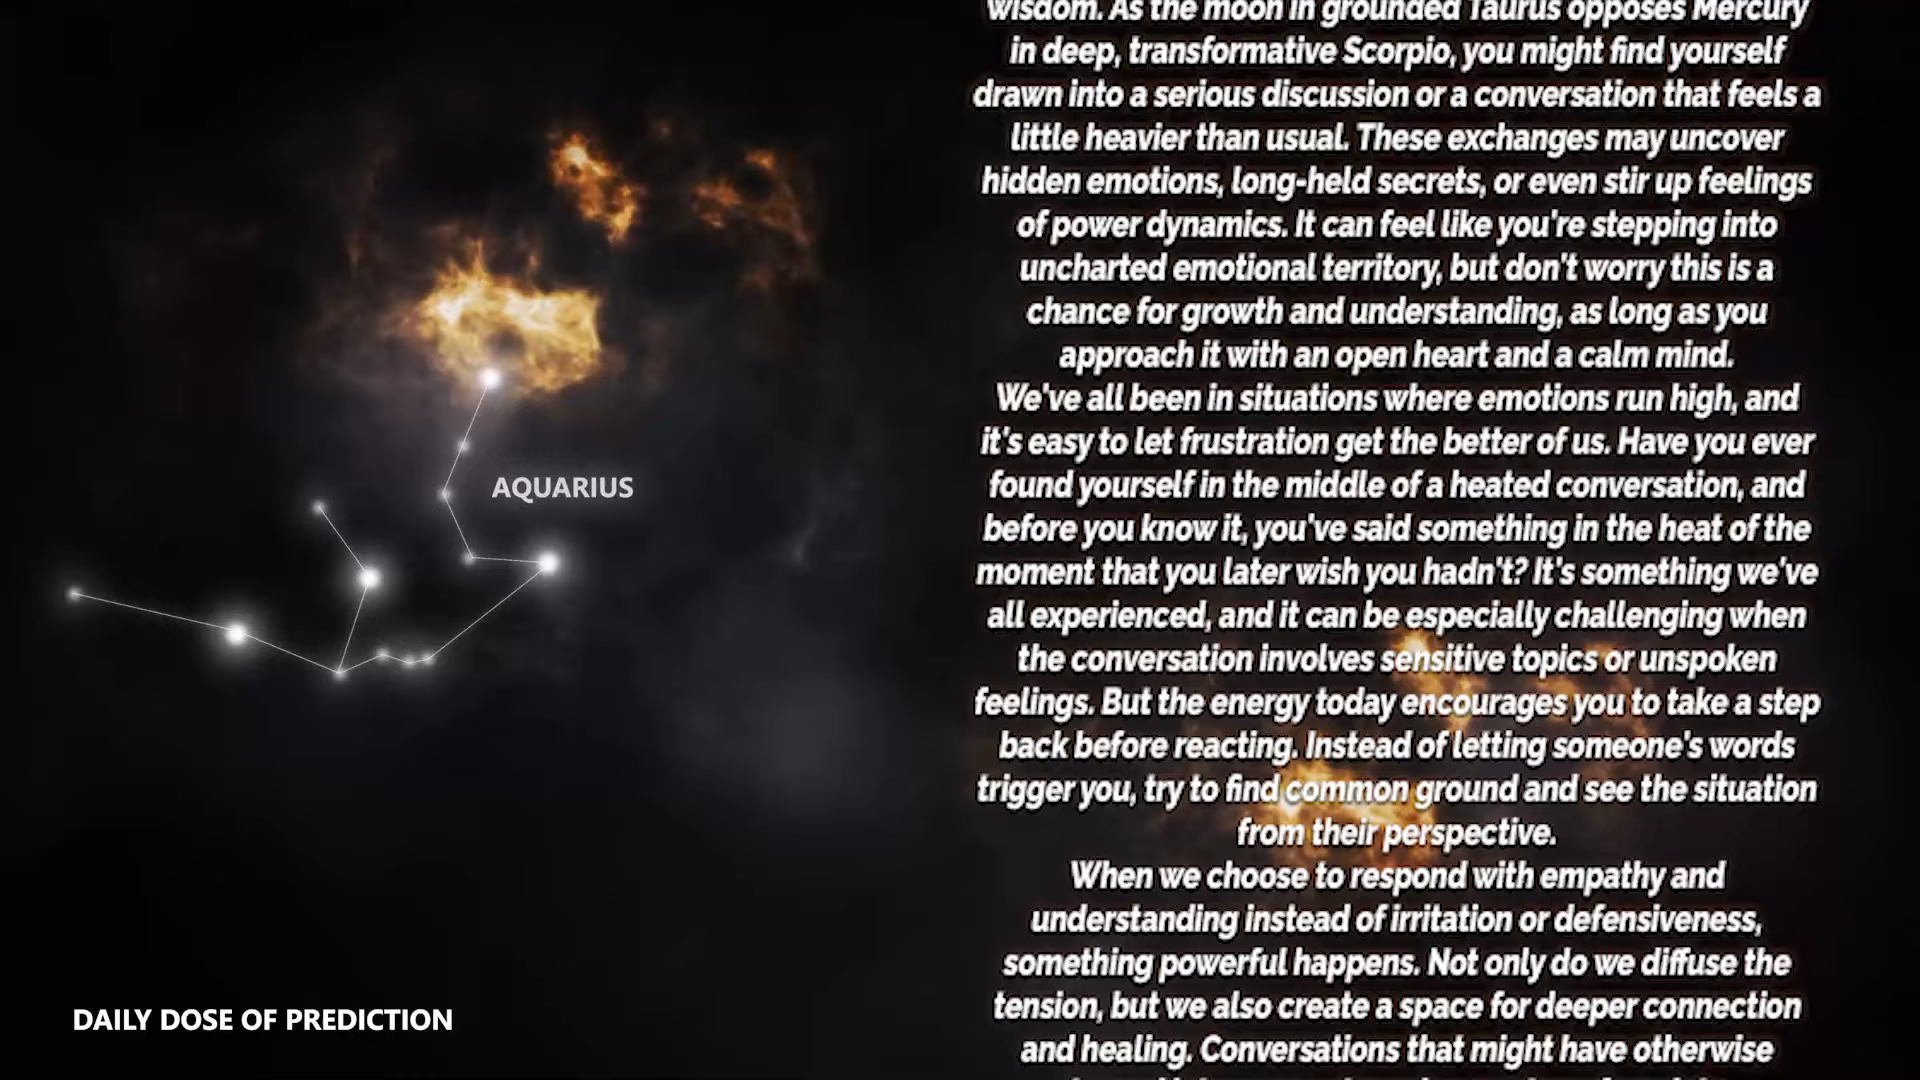 AQUARIUS
DAILY DOSE OF PREDICTION
wisdom. As the moon in grounded Taurus opposes Mercury
in deep, transformative Scorpio, you might find yourself
drawn into a serious discussion or a conversation that feels a
little heavier than usual. These exchanges may uncover
hidden emotions, long-held secrets, or even stir up feelings
of power dynamics. It can feel like you're stepping into
uncharted emotional territory, but don't worry this is a
chance for growth and understanding, as long as you
approach it with an open heart and a calm mind.
We've all been in situations where emotions run high, and
it's easy to let frustration get the better of us. Have you ever
found yourself in the middle of a heated conversation, and
before you know it, you've said something in the heat of the
moment that you later wish you hadn't? It's something we've
all experienced, and it can be especially challenging when
the conversation involves sensitive topics or unspoken
feelings. But the energy today encourages you to take a step
back before reacting. Instead of letting someone's words
trigger you, try to find common ground and see the situation
from their perspective.
When we choose to respond with empathy and
understanding instead of irritation or defensiveness,
something powerful happens. Not only do we diffuse the
tension, but we also create a space for deeper connection
and healing. Conversations that might have otherwise